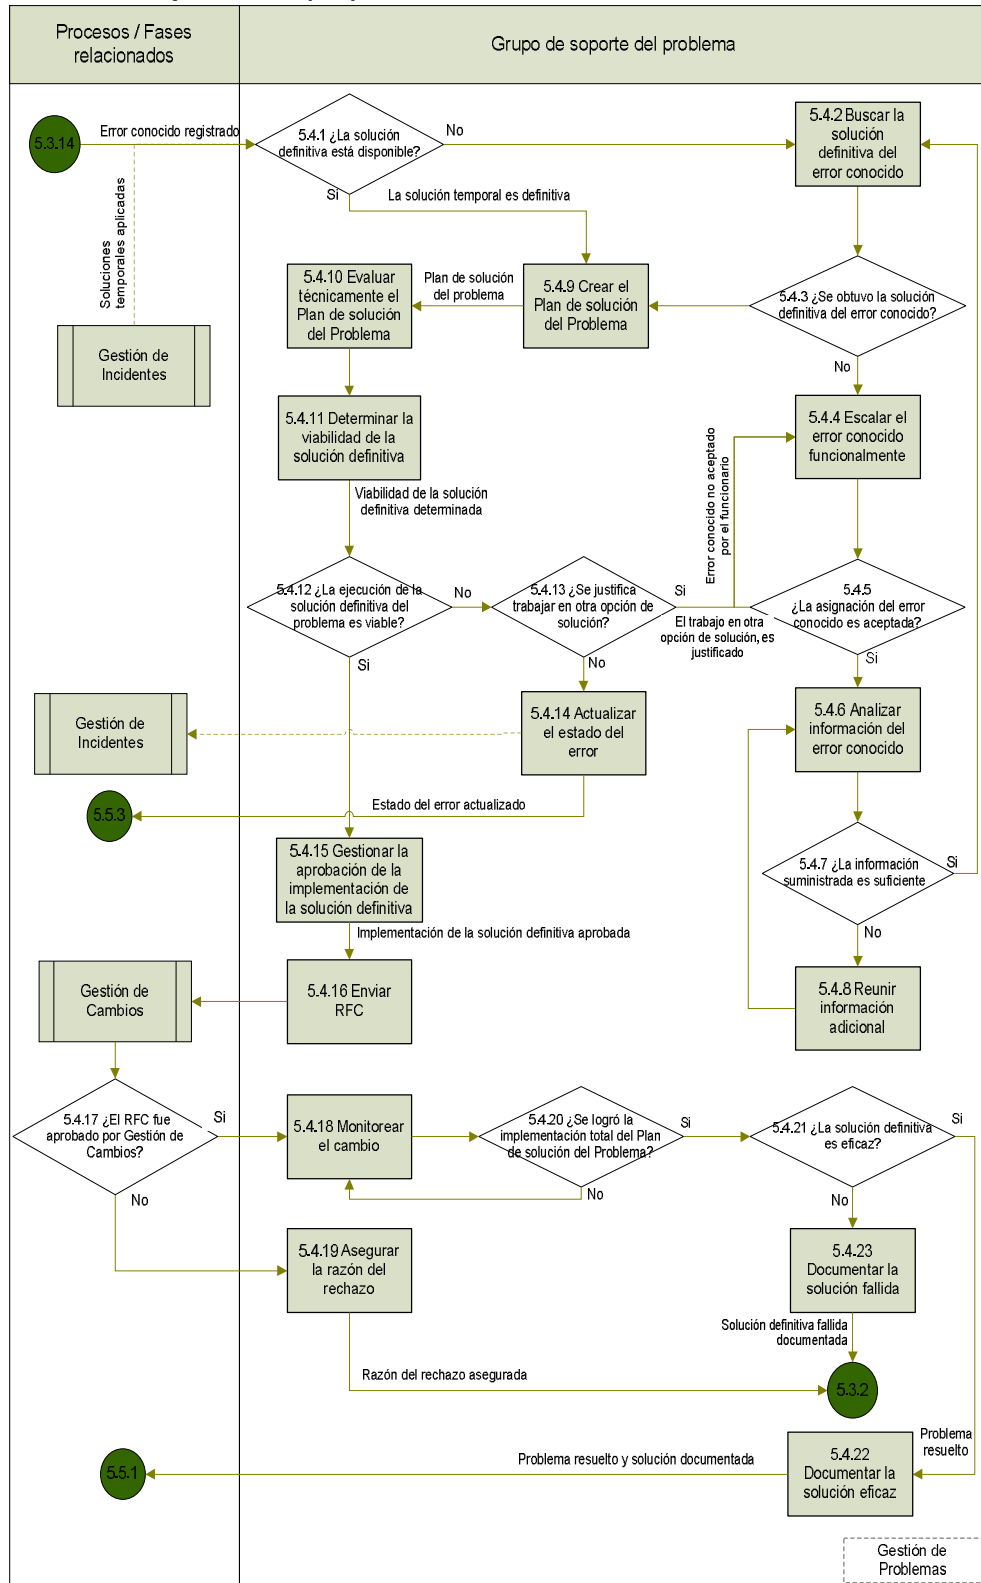 Procesos / Fases
relacionados
Grupo de soporte del problema
5.3.14
Error conocido registrado
5.4.1 ¿La solución
definitiva está disponible?
No
5.4.2 Buscar la
solución
definitiva del
error conocido
Si
La solución temporal es definitiva
Soluciones
temporales aplicadas
5.4.10 Evaluar
técnicamente el
Plan de solución
del Problema
Plan de solución
del problema
5.4.9 Crear el
Plan de solución
del Problema
5.4.3 ¿Se obtuvo la solución
definitiva del error conocido?
Gestión de
Incidentes
No
5.4.11 Determinar la
viabilidad de la
solución definitiva
Error conocido no aceptado
por el funcionario
5.4.4 Escalar el
error conocido
funcionalmente
Viabilidad de la solución
definitiva determinada
5.4.12 ¿La ejecución de la
solución definitiva del
problema es viable?
No
5.4.13 ¿Se justifica
trabajar en otra opción de
solución?
Si
El trabajo en otra
opción de solución, es
justificado
5.4.5
¿La asignación del error
conocido es aceptada?
Si
No
Si
Gestión de
Incidentes
5.4.14 Actualizar
el estado del
error
5.4.6 Analizar
información del
error conocido
5.5.3
Estado del error actualizado
5.4.15 Gestionar la
aprobación de la
implementación de
la solución definitiva
5.4.7 ¿La información
suministrada es suficiente
Si
Implementación de la solución definitiva aprobada
No
Gestión de
Cambios
5.4.16 Enviar
RFC
5.4.8 Reunir
información
adicional
5.4.17 ¿El RFC fue
aprobado por Gestión de
Cambios?
Si
5.4.18 Monitorear
el cambio
5.4.20 ¿Se logró la
implementación total del Plan
de solución del Problema?
Si
5.4.21 ¿La solución definitiva
es eficaz?
Si
No
No
No
5.4.19 Asegurar
la razón del
rechazo
5.4.23
Documentar la
solución fallida
Solución definitiva fallida
documentada
Razón del rechazo asegurada
5.3.2
Problema
resuelto
5.5.1
Problema resuelto y solución documentada
5.4.22
Documentar la
solución eficaz
Gestión de
Problemas